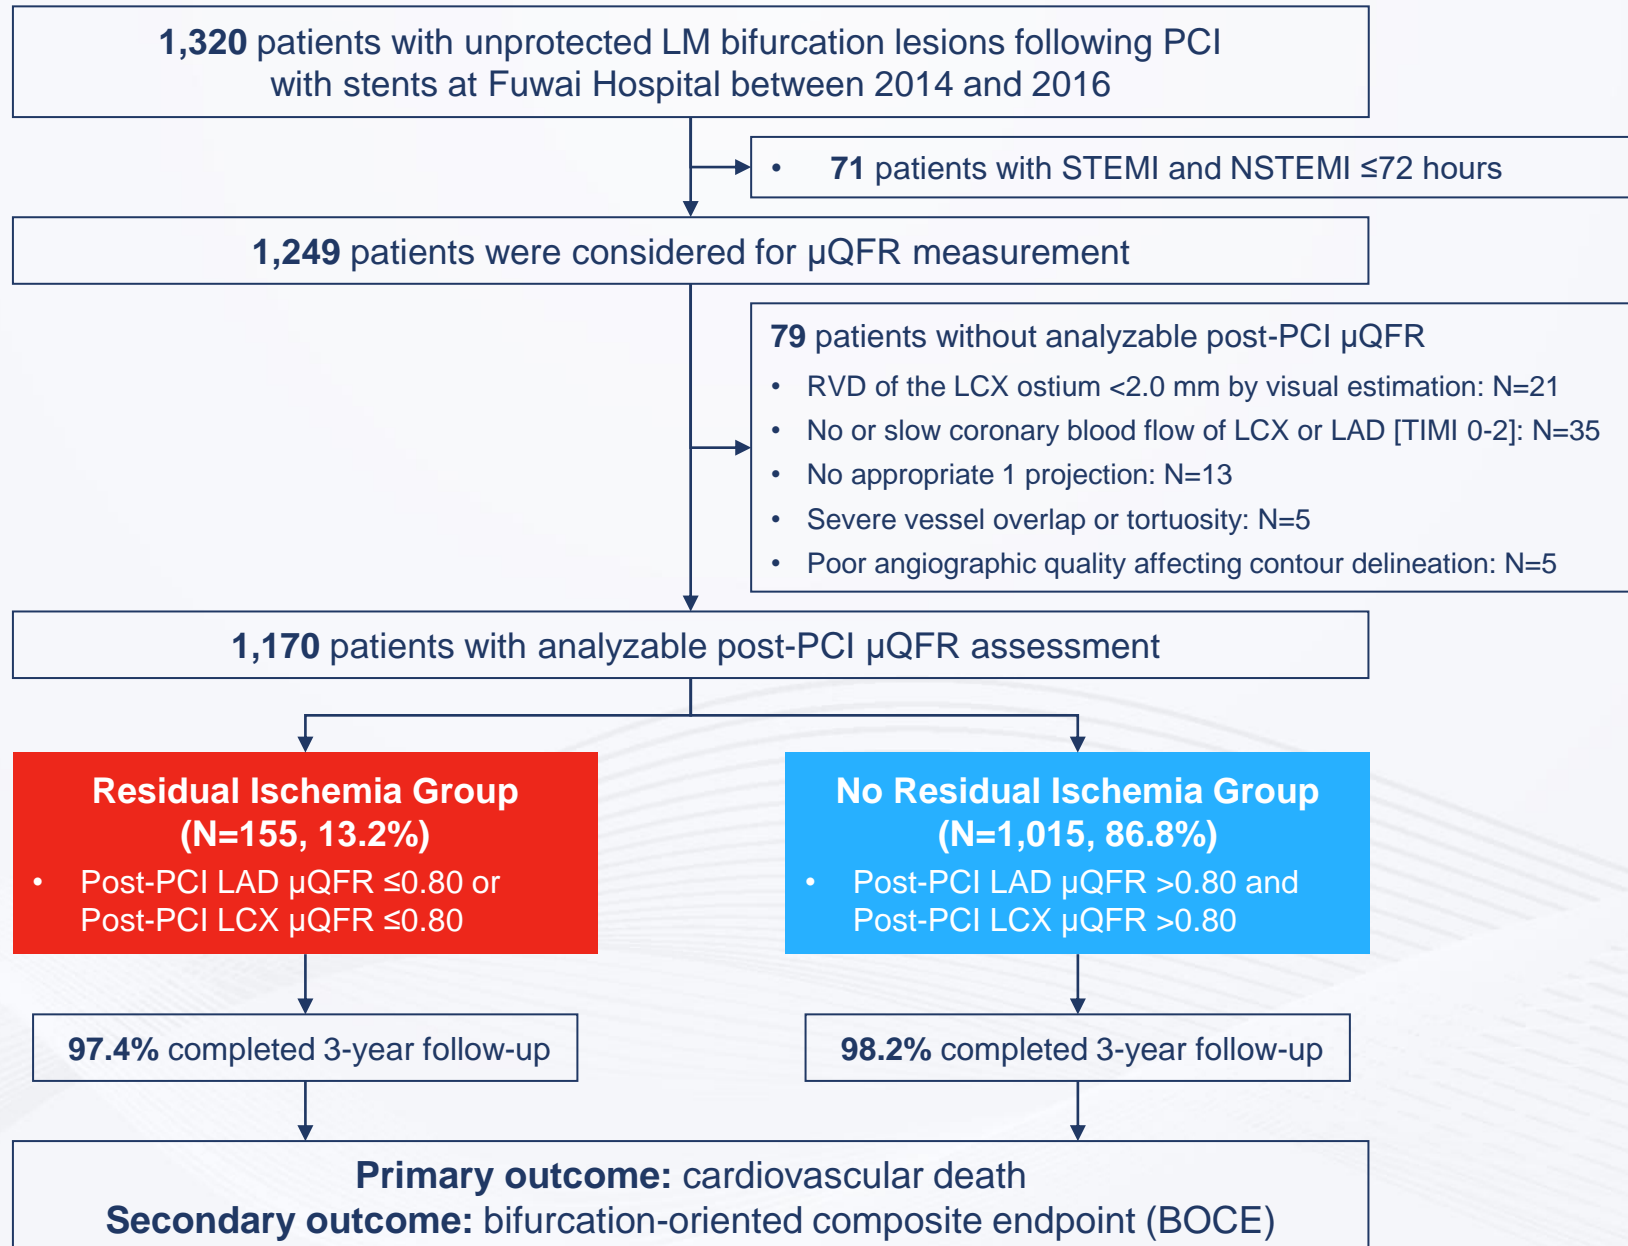 1,320 patients with unprotected LM bifurcation lesions following PCI
with stents at Fuwai Hospital between 2014 and 2016
• 71 patients with STEMI and NSTEMI ≤72 hours
1,249 patients were considered for μQFR measurement
79 patients without analyzable post-PCI μQFR
• RVD of the LCX ostium <2.0 mm by visual estimation: N=21
• No or slow coronary blood flow of LCX or LAD [TIMI 0-2]: N=35
• No appropriate 1 projection: N=13
• Severe vessel overlap or tortuosity: N=5
• Poor angiographic quality affecting contour delineation: N=5
1,170 patients with analyzable post-PCI μQFR assessment
Residual Ischemia Group
(N=155, 13.2%)
• Post-PCI LAD μQFR ≤0.80 or
Post-PCI LCX μQFR ≤0.80
No Residual Ischemia Group
(N=1,015, 86.8%)
• Post-PCI LAD μQFR >0.80 and
Post-PCI LCX μQFR >0.80
97.4% completed 3-year follow-up
98.2% completed 3-year follow-up
Primary outcome: cardiovascular death
Secondary outcome: bifurcation-oriented composite endpoint (BOCE)